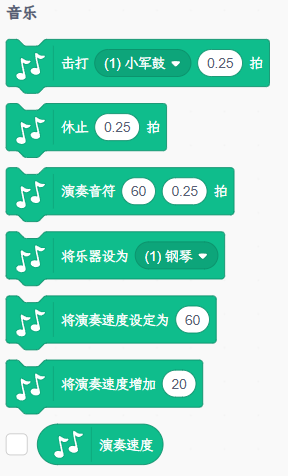 音乐
击打 (1) 小军鼓 0.25 拍
休止 0.25 拍
演奏音符 60 0.25 拍
将乐器设为 (1) 钢琴
将演奏速度设定为 60
将演奏速度增加 20
演奏速度